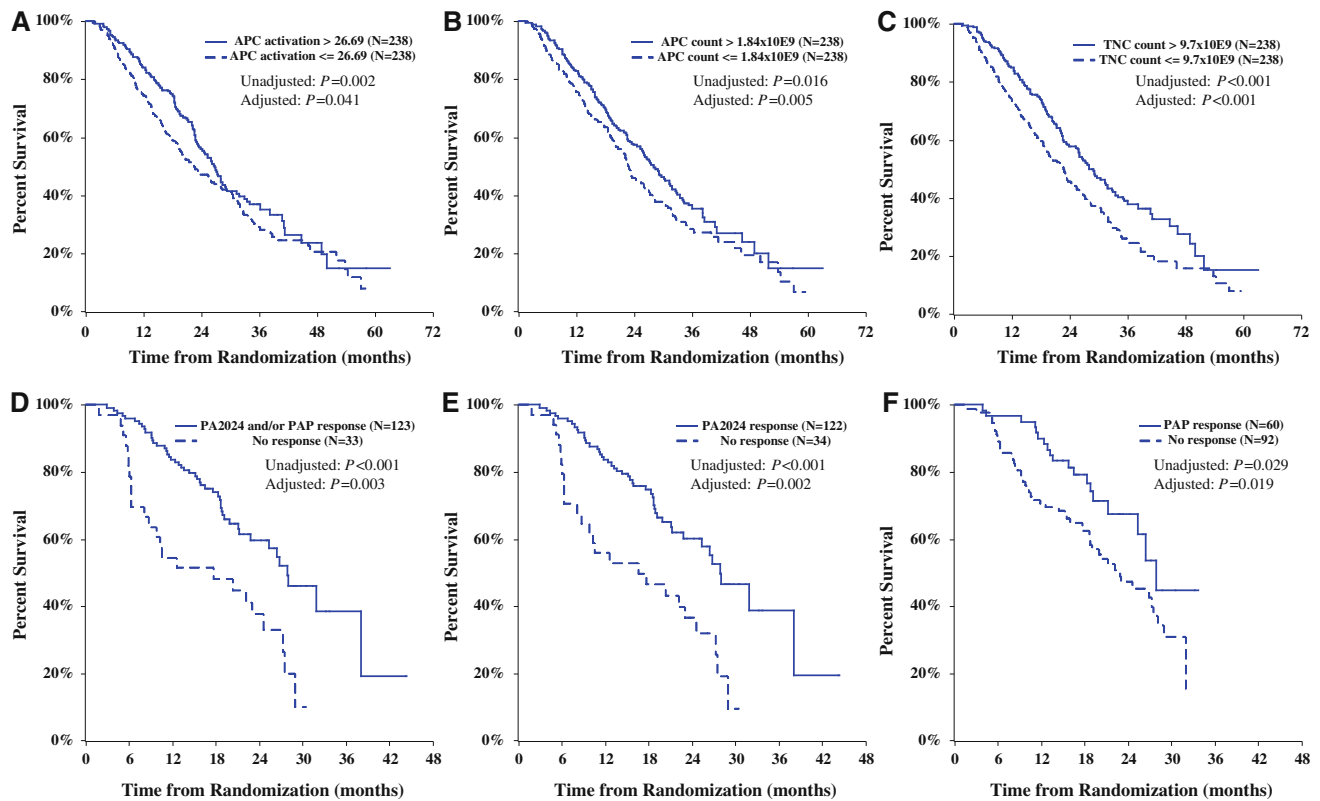 A
100%
80%
60%
40%
20%
0%
Percent Survival
APC activation > 26.69 (N=238)
APC activation <= 26.69 (N=238)
Unadjusted: P=0.002
Adjusted: P=0.041
0 12 24 36 48 60 72
Time from Randomization (months)
B
100%
80%
60%
40%
20%
0%
Percent Survival
APC count > 1.84x10E9 (N=238)
APC count <= 1.84x10E9 (N=238)
Unadjusted: P=0.016
Adjusted: P=0.005
0 12 24 36 48 60 72
Time from Randomization (months)
C
100%
80%
60%
40%
20%
0%
Percent Survival
TNC count > 9.7x10E9 (N=238)
TNC count <= 9.7x10E9 (N=238)
Unadjusted: P<0.001
Adjusted: P<0.001
0 12 24 36 48 60 72
Time from Randomization (months)
D
100%
80%
60%
40%
20%
0%
Percent Survival
PA2024 and/or PAP response (N=123)
No response (N=33)
Unadjusted: P<0.001
Adjusted: P=0.003
0 6 12 18 24 30 36 42 48
Time from Randomization (months)
E
100%
80%
60%
40%
20%
0%
Percent Survival
PA2024 response (N=122)
No response (N=34)
Unadjusted: P<0.001
Adjusted: P=0.002
0 6 12 18 24 30 36 42 48
Time from Randomization (months)
F
100%
80%
60%
40%
20%
0%
Percent Survival
PAP response (N=60)
No response (N=92)
Unadjusted: P=0.029
Adjusted: P=0.019
0 6 12 18 24 30 36 42 48
Time from Randomization (months)